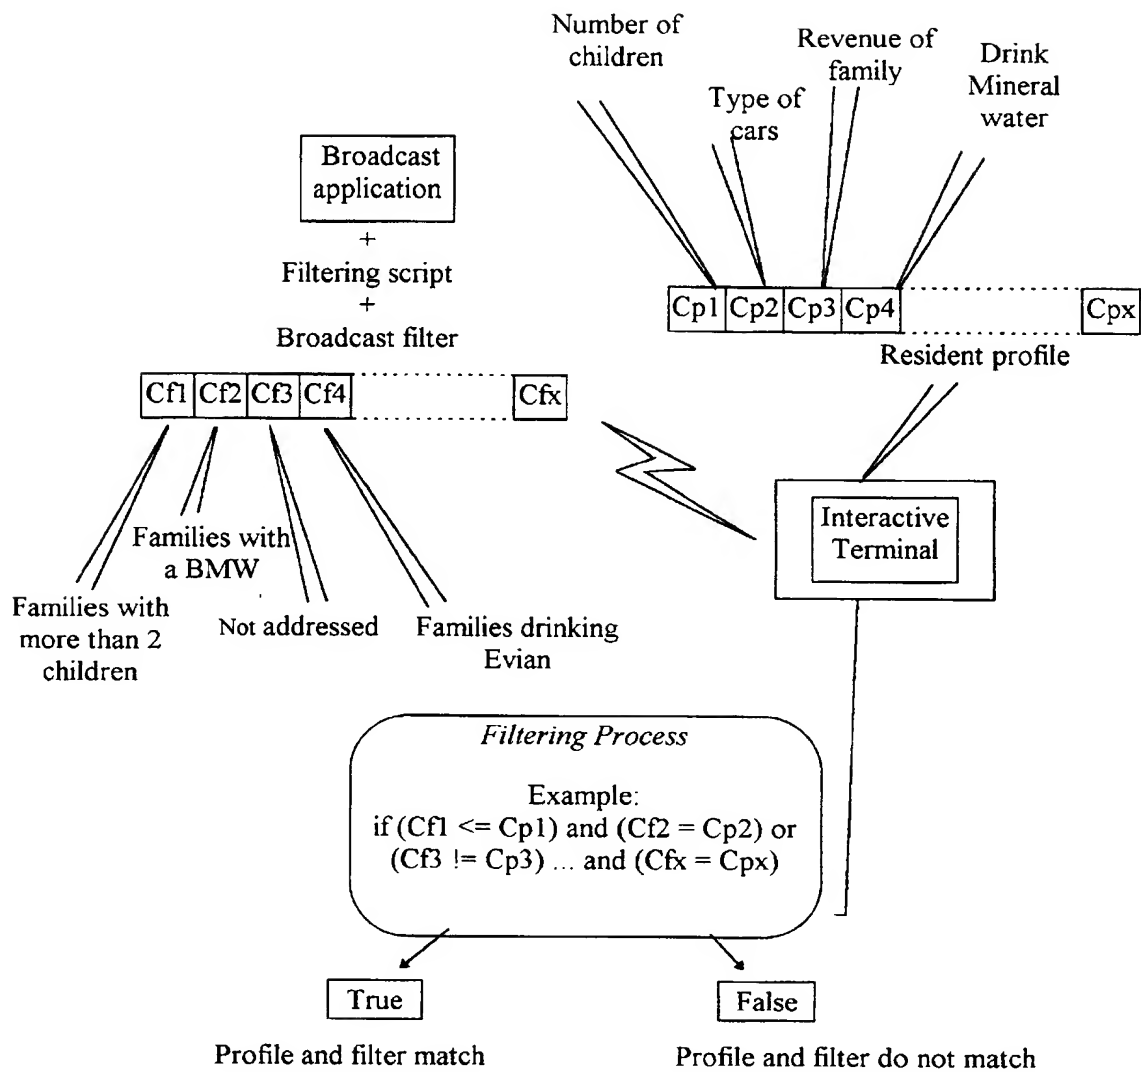 Number of
children
Type of
cars
Revenue of
family
Drink
Mineral
water
Broadcast
application
+
Filtering script
+
Broadcast filter
Cp1 Cp2 Cp3 Cp4 Cpx
Resident profile
Cf1 Cf2 Cf3 Cf4 Cfx
Interactive
Terminal
Families with
a BMW
Families with
more than 2
children
Not addressed
Families drinking
Evian
Filtering Process
Example:
if (Cf1 <= Cp1) and (Cf2 = Cp2) or
(Cf3 != Cp3) ... and (Cfx = Cpx)
True
False
Profile and filter match
Profile and filter do not match